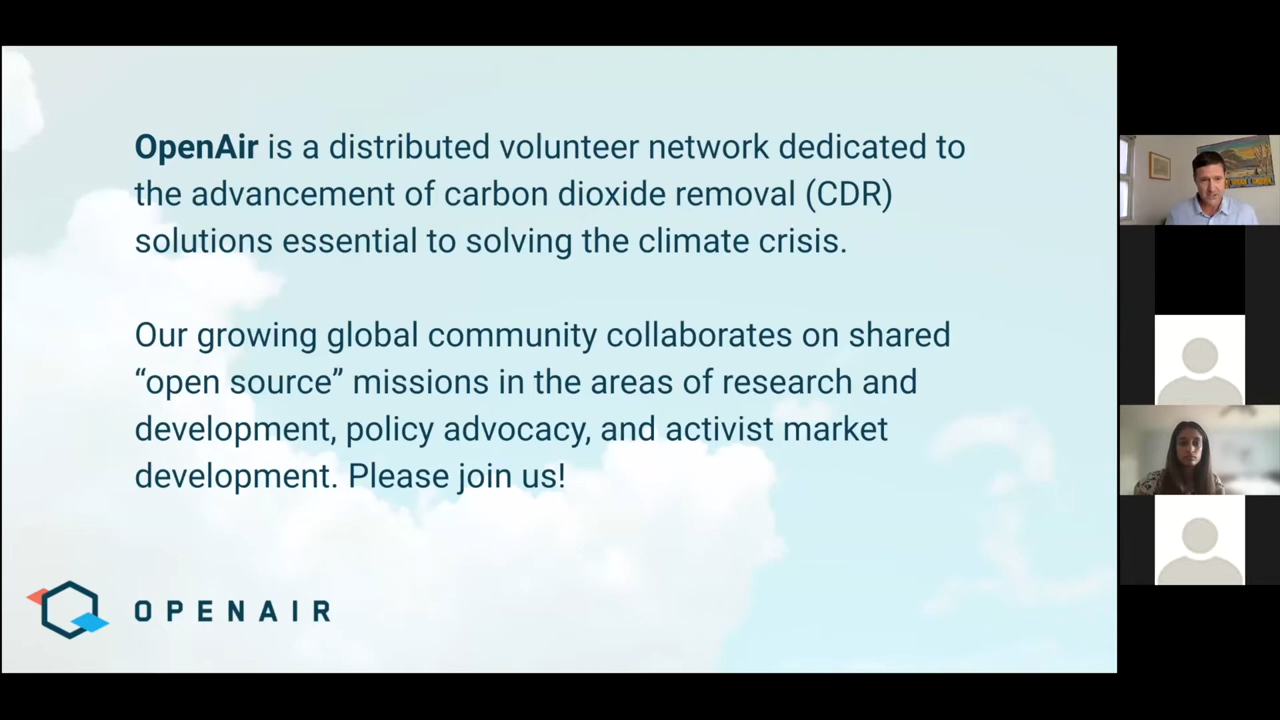 OpenAir is a distributed volunteer network dedicated to
the advancement of carbon dioxide removal (CDR)
solutions essential to solving the climate crisis.
Our growing global community collaborates on shared
“open source” missions in the areas of research and
development, policy advocacy, and activist market
development. Please join us!
OPENAIR